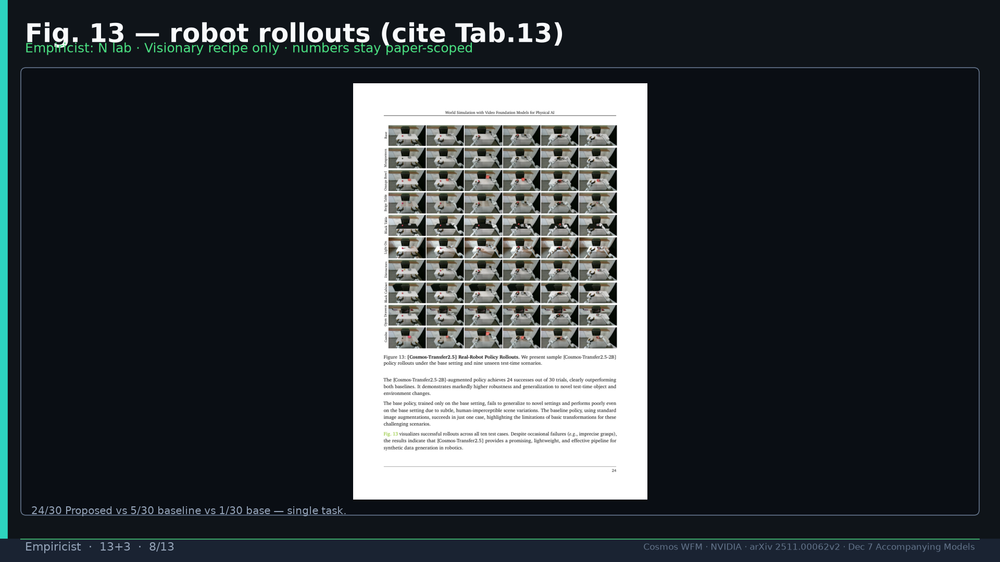 Fig. 13 — robot rollouts (cite Tab.13)
Empiricist: N lab · Visionary recipe only · numbers stay paper-scoped
World Simulation with Video Foundation Models for Physical AI
Base
Mangosteen
Orange Bowl
Beige Table
Black Table
Light On
Distractors
Black Cabinet
Open Drawers
Combo
Figure 13: [Cosmos-Transfer2.5] Real-Robot Policy Rollouts. We present sample [Cosmos-Transfer2.5-2B]
policy rollouts under the base setting and nine unseen test-time scenarios.
The [Cosmos-Transfer2.5-2B]-augmented policy achieves 24 successes out of 30 trials, clearly outperforming
both baselines. It demonstrates markedly higher robustness and generalization to novel test-time object and
environment changes.
The base policy, trained only on the base setting, fails to generalize to novel settings and performs poorly even
on the base setting due to subtle, human-imperceptible scene variations. The baseline policy, using standard
image augmentations, succeeds in just one case, highlighting the limitations of basic transformations for these
challenging scenarios.
Fig. 13 visualizes successful rollouts across all ten test cases. Despite occasional failures (e.g., imprecise grasps),
the results indicate that [Cosmos-Transfer2.5] provides a promising, lightweight, and effective pipeline for
synthetic data generation in robotics.
24
24/30 Proposed vs 5/30 baseline vs 1/30 base — single task.
Empiricist · 13+3 · 8/13
Cosmos WFM · NVIDIA · arXiv 2511.00062v2 · Dec 7 Accompanying Models